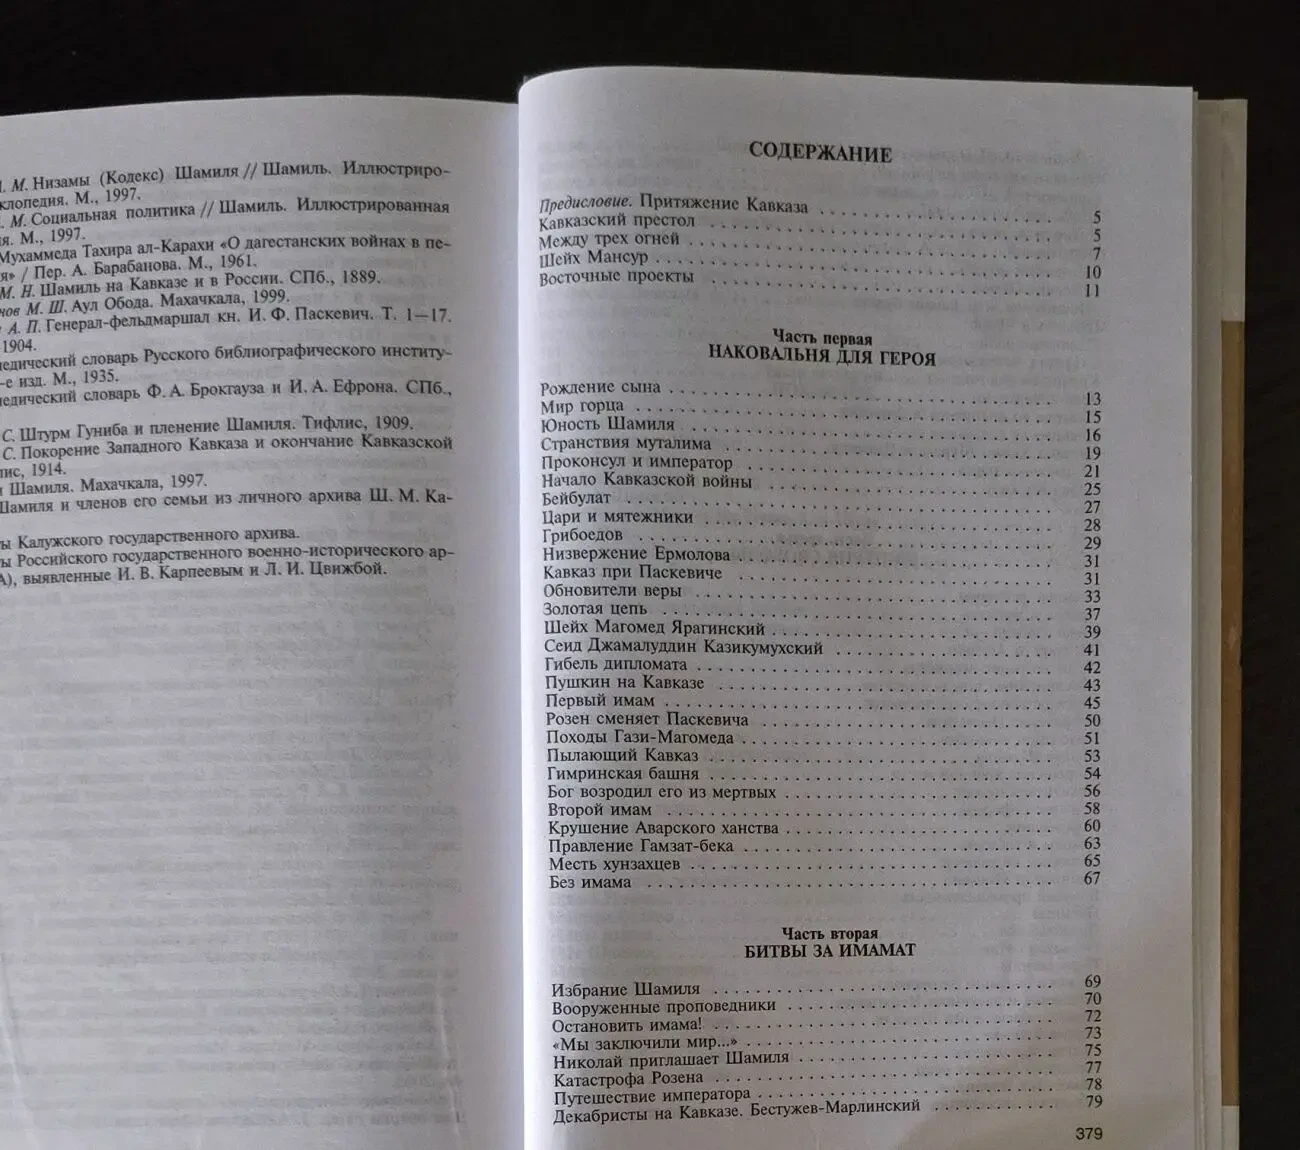 М. Низамы (Кодекс) Шамиля // Шамиль. Иллюстриро-
клопедия. М., 1997.
М. Социальная политика // Шамиль. Иллюстрированная
ия. М., 1997.
Мухаммеда Тахира ал-Карахи «О дагестанских войнах в пе-
я» / Пер. А. Барабанова. М., 1961.
М. Н. Шамиль на Кавказе и в России. СПб., 1889.
нов М. Ш. Аул Обода. Махачкала, 1999.
А. П. Генерал-фельдмаршал кн. И. Ф. Паскевич. Т. 1—17.
1904.
педический словарь Русского библиографического институ-
-е изд. М., 1935.
педический словарь Ф. А. Брокгауза и И. А. Ефрона. СПб.,
С. Штурм Гуниба и пленение Шамиля. Тифлис, 1909.
С. Покорение Западного Кавказа и окончание Кавказской
лис, 1914.
и Шамиля. Махачкала, 1997.
Шамиля и членов его семьи из личного архива Ш. М. Ка-
ы Калужского государственного архива.
ы Российского государственного военно-исторического ар-
А), выявленные И. В. Карпеевым и Л. И. Цвижбой.
СОДЕРЖАНИЕ
Предисловие. Притяжение Кавказа . . . . . 5
Кавказский престол . . . . . 5
Между трех огней . . . . . 7
Шейх Мансур . . . . . 10
Восточные проекты . . . . . 11
Часть первая
НАКОВАЛЬНЯ ДЛЯ ГЕРОЯ
Рождение сына . . . . . 13
Мир горца . . . . . 15
Юность Шамиля . . . . . 16
Странствия муталима . . . . . 19
Проконсул и император . . . . . 21
Начало Кавказской войны . . . . . 25
Бейбулат . . . . . 27
Цари и мятежники . . . . . 28
Грибоедов . . . . . 29
Низвержение Ермолова . . . . . 31
Кавказ при Паскевиче . . . . . 31
Обновители веры . . . . . 33
Золотая цепь . . . . . 37
Шейх Магомед Ярагинский . . . . . 39
Сеид Джамалуддин Казикумухский . . . . . 41
Гибель дипломата . . . . . 42
Пушкин на Кавказе . . . . . 43
Первый имам . . . . . 45
Розен сменяет Паскевича . . . . . 50
Походы Гази-Магомеда . . . . . 51
Пылающий Кавказ . . . . . 53
Гимринская башня . . . . . 54
Бог возродил его из мертвых . . . . . 56
Второй имам . . . . . 58
Крушение Аварского ханства . . . . . 60
Правление Гамзат-бека . . . . . 63
Месть хунзахцев . . . . . 65
Без имама . . . . . 67
Часть вторая
БИТВЫ ЗА ИМАМАТ
Избрание Шамиля . . . . . 69
Вооруженные проповедники . . . . . 70
Остановить имама! . . . . . 72
«Мы заключили мир...» . . . . . 73
Николай приглашает Шамиля . . . . . 75
Катастрофа Розена . . . . . 77
Путешествие императора . . . . . 78
Декабристы на Кавказе. Бестужев-Марлинский . . . . . 79
379